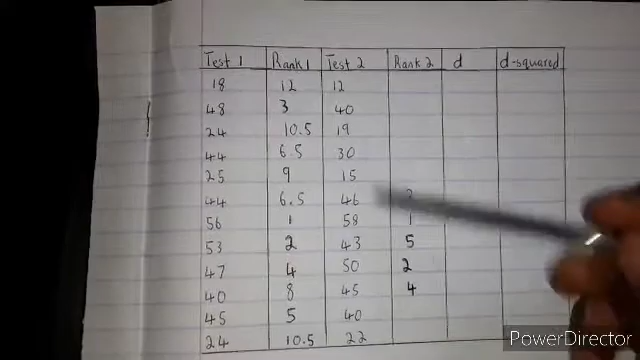 Test 1 Rank 1 Test 2 Rank 2 d d-squared
18 12 12
48 3 40
24 10.5 19
44 6.5 30
25 9 15
44 6.5 46
56 1 58 1
53 2 43 5
47 4 50 2
40 8 45 4
45 5 40
24 10.5 22
PowerDirector